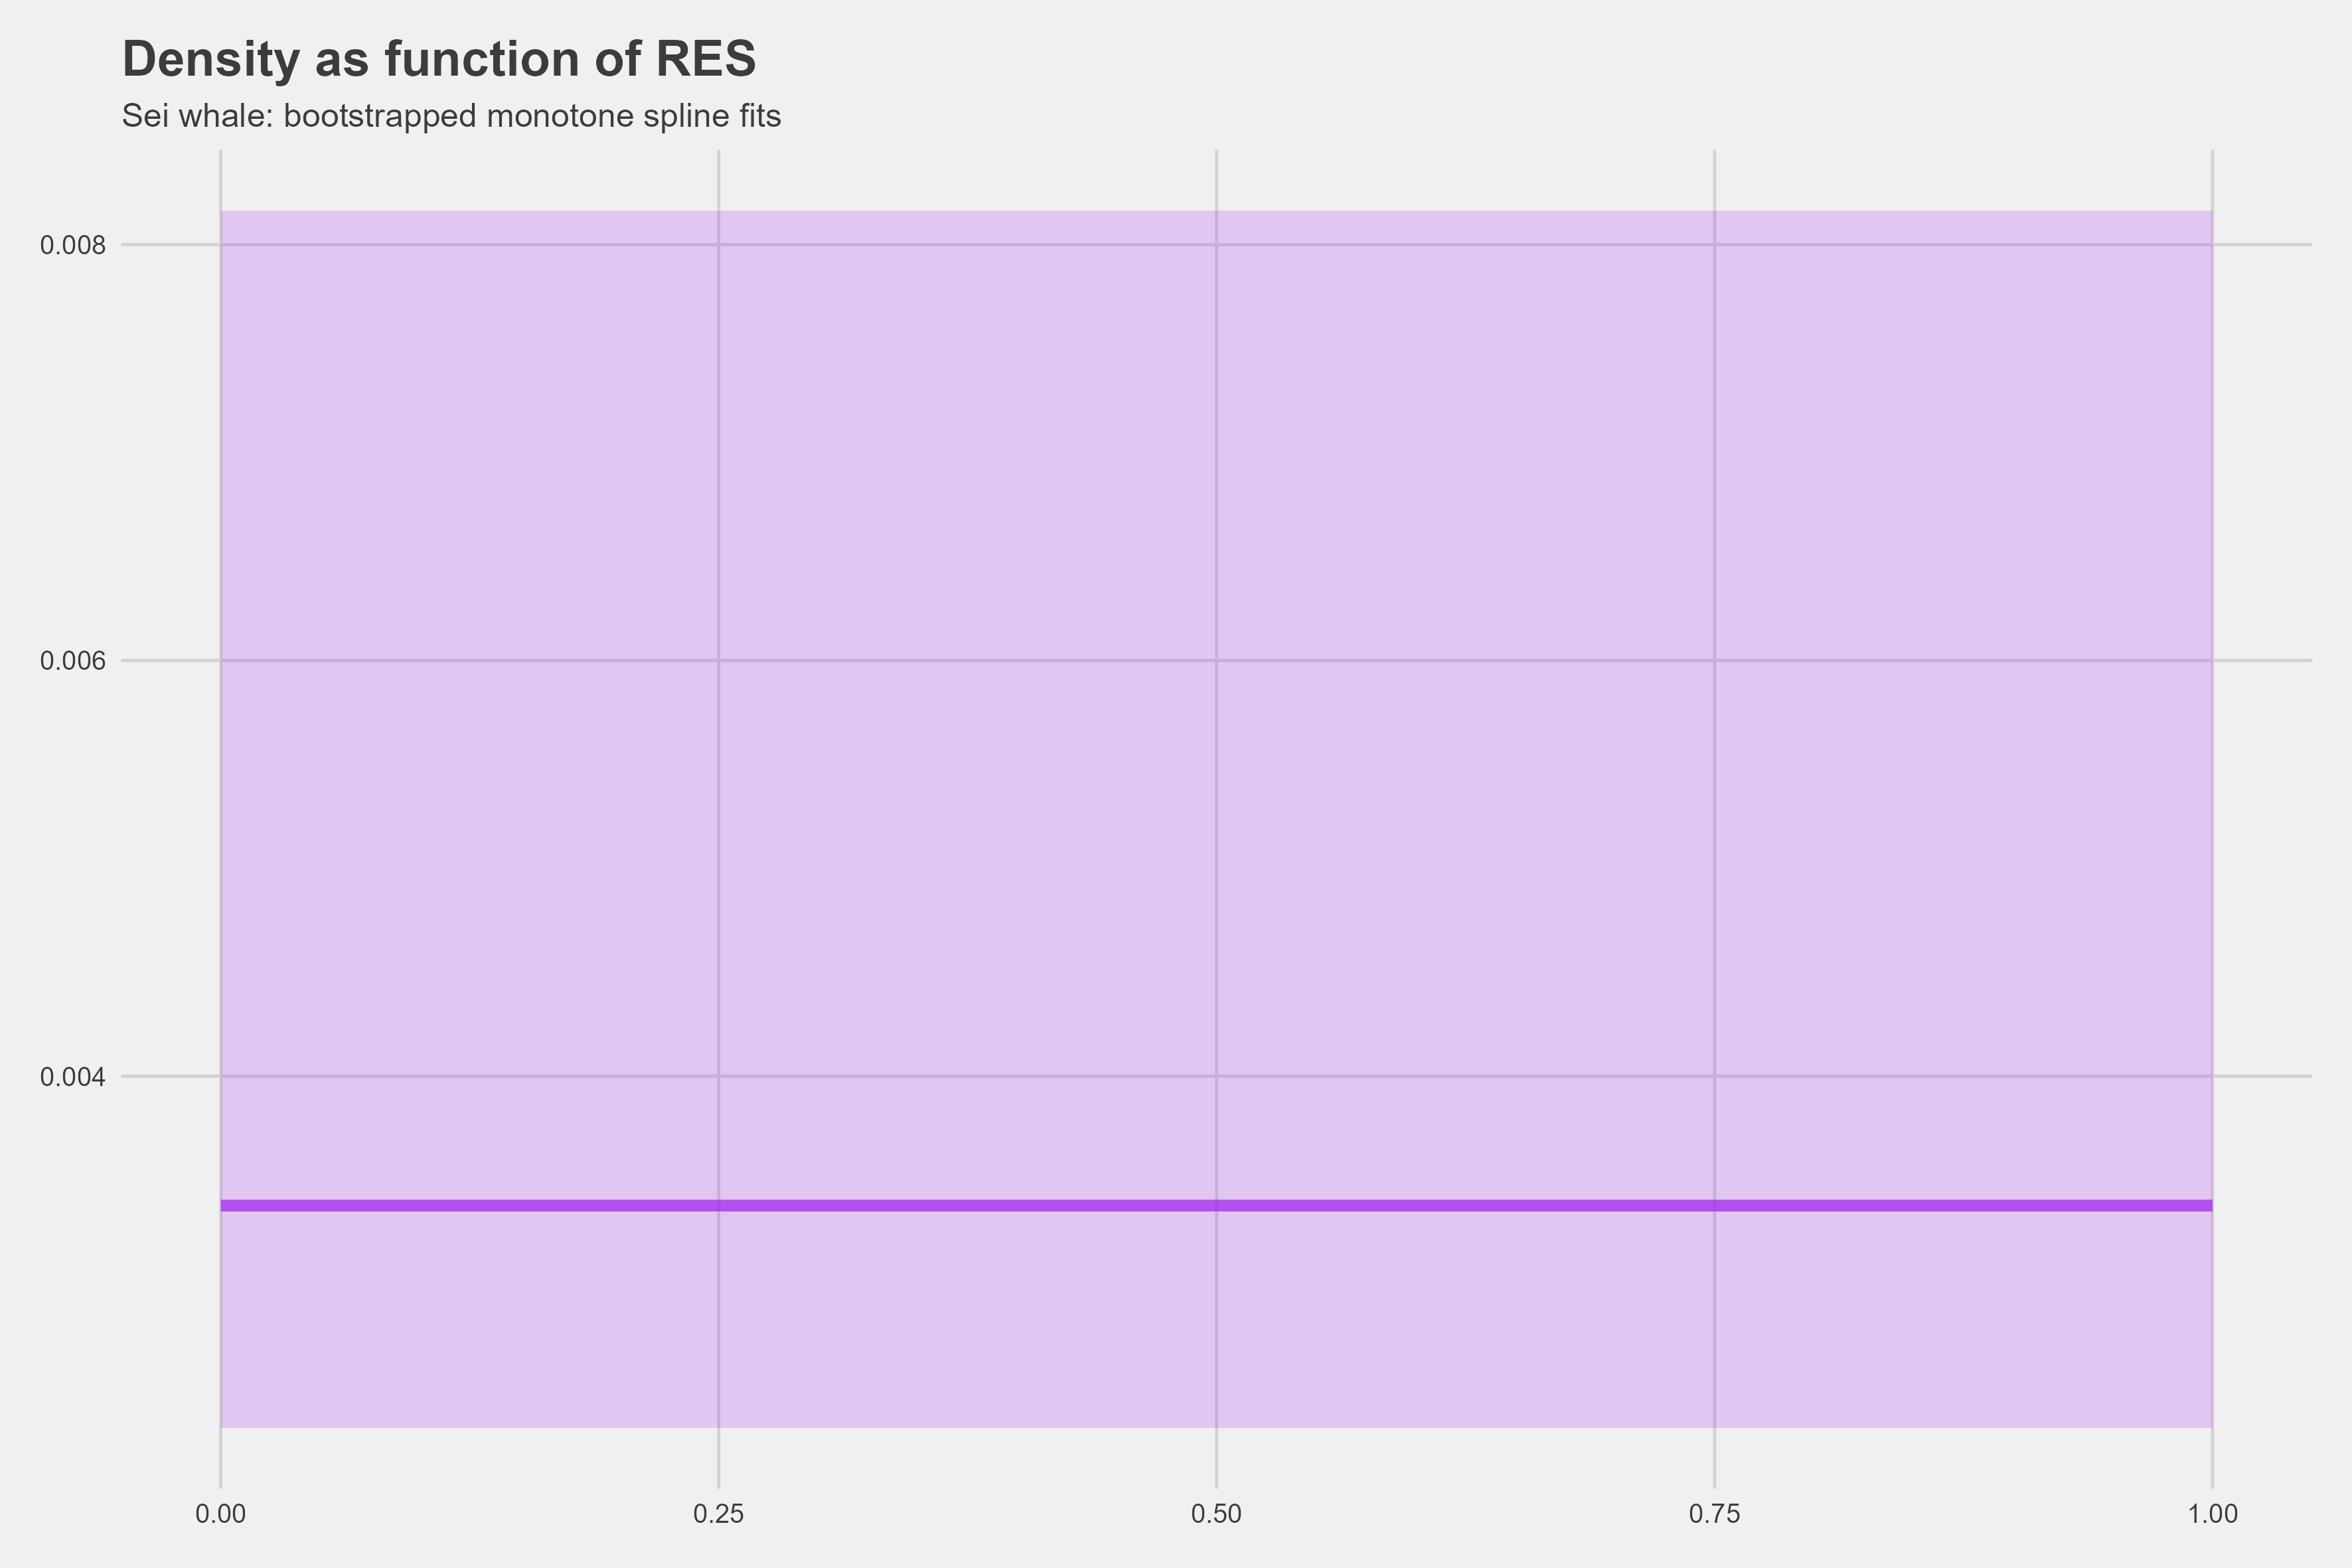 Density as function of RES
Sei whale: bootstrapped monotone spline fits
0.008
0.006
0.004
0.00 0.25 0.50 0.75 1.00